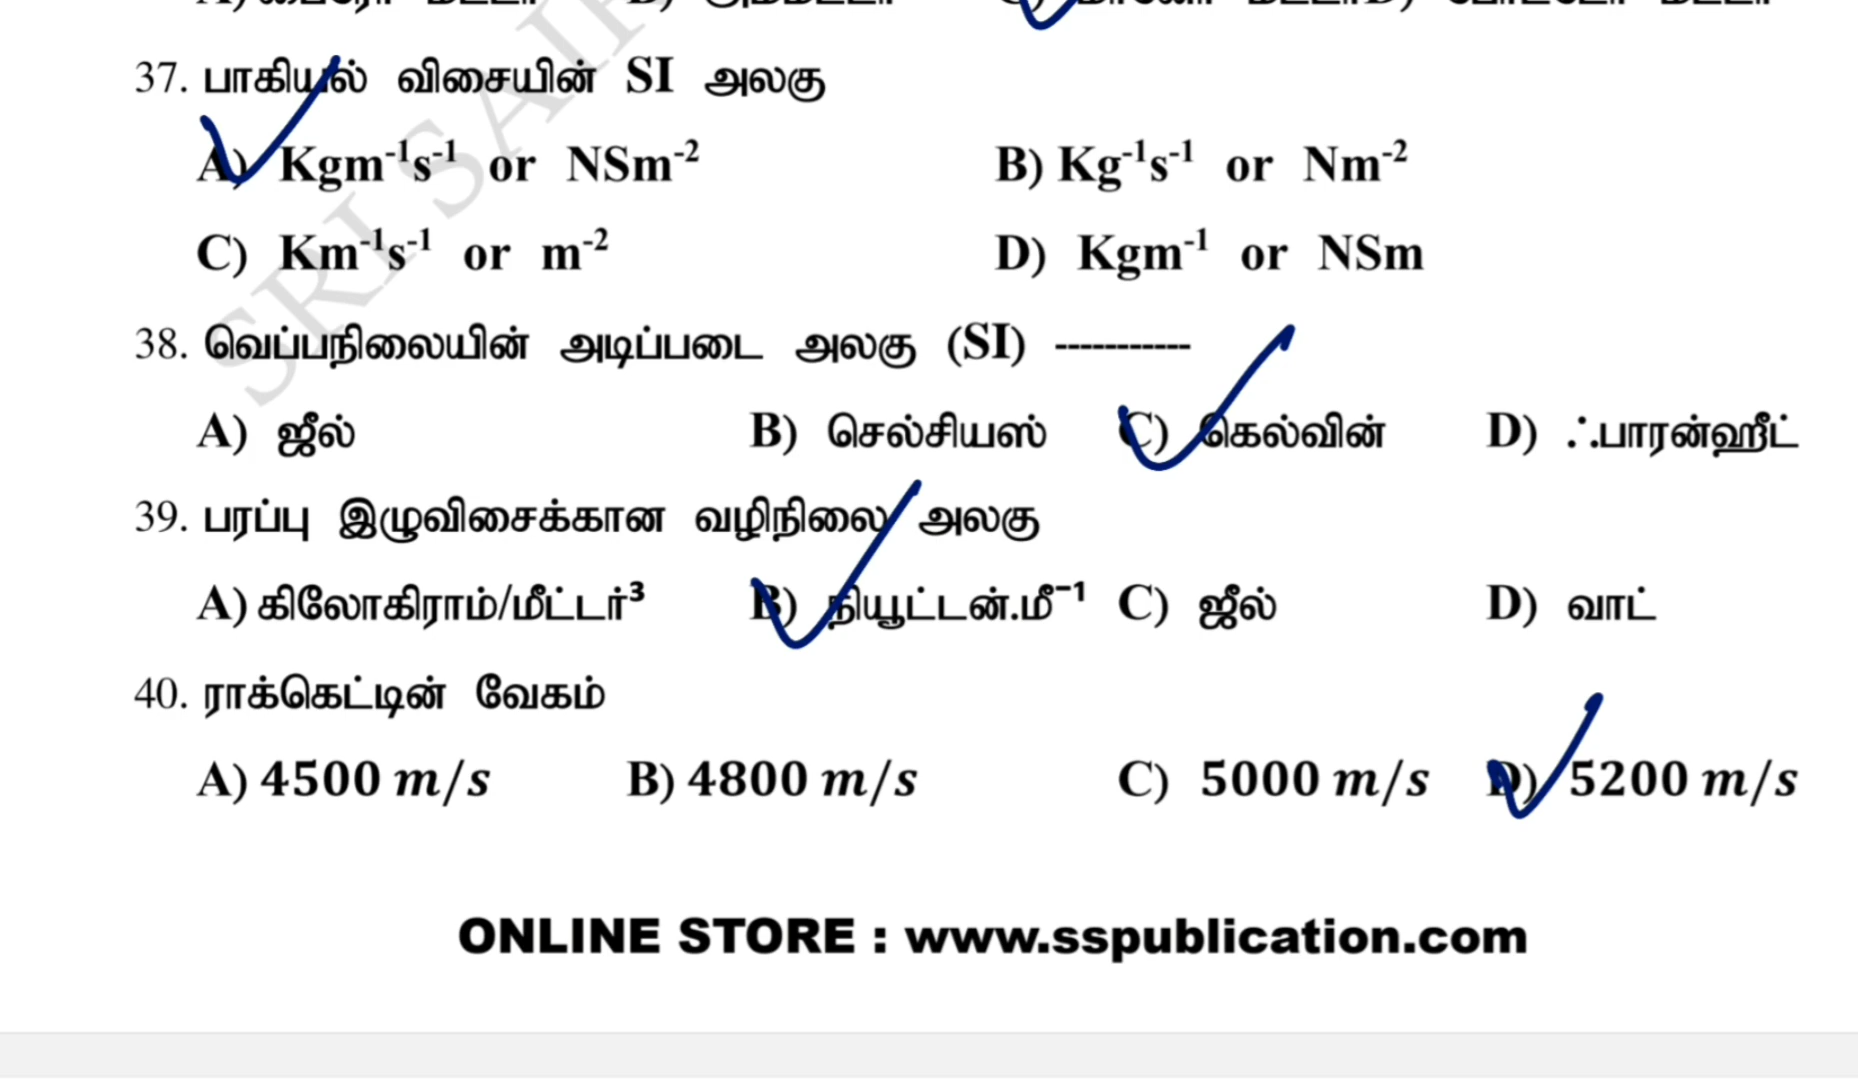 37. பாகியல் விசையின் SI அலகு
A) Kgm⁻¹s⁻¹ or NSm⁻² B) Kg⁻¹s⁻¹ or Nm⁻²
C) Km⁻¹s⁻¹ or m⁻² D) Kgm⁻¹ or NSm
38. வெப்பநிலையின் அடிப்படை அலகு (SI) -----------
A) ஜீல் B) செல்சியஸ் C) கெல்வின் D) ஃபாரன்ஹீட்
39. பரப்பு இழுவிசைக்கான வழிநிலை அலகு
A) கிலோகிராம்/மீட்டர்³ B) நியூட்டன்.மீ⁻¹ C) ஜீல் D) வாட்
40. ராக்கெட்டின் வேகம்
A) 4500 m/s B) 4800 m/s C) 5000 m/s D) 5200 m/s
ONLINE STORE : www.sspublication.com